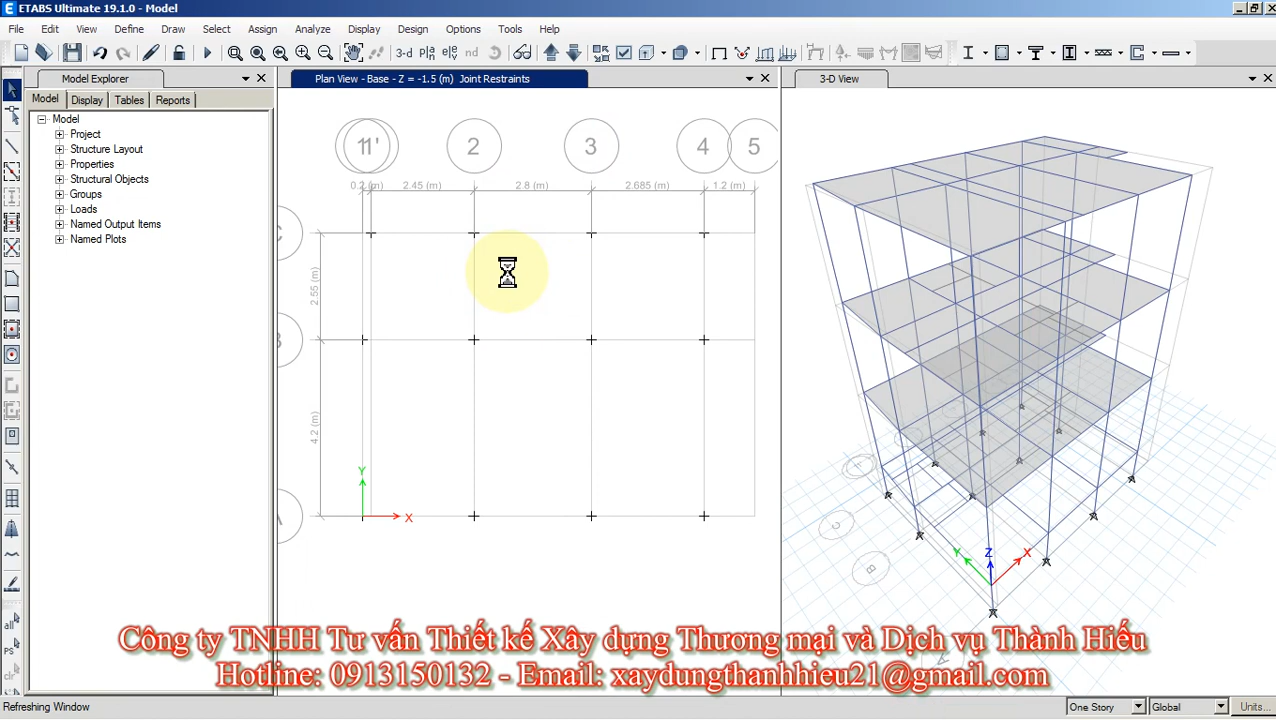 ETABS Ultimate 19.1.0 - Model
File Edit View Define Draw Select Assign Analyze Display Design Options Tools Help
Model Explorer
Plan View - Base - Z = -1.5 (m) Joint Restraints
3-D View
Model Display Tables Reports
Model
Project
Structure Layout
Properties
Structural Objects
Groups
Loads
Named Output Items
Named Plots
11' 2 3 4 5
0.2 (m) 2.45 (m) 2.8 (m) 2.685 (m) 1.2 (m)
C
2.55 (m)
B
4.2 (m)
A
Y
X
Z
Y
X
C
B
A
Công ty TNHH Tư vấn Thiết kế Xây dựng Thương mại và Dịch vụ Thành Hiếu
Hotline: 0913150132 - Email: xaydungthanhhieu21@gmail.com
Refreshing Window
One Story Global Units...